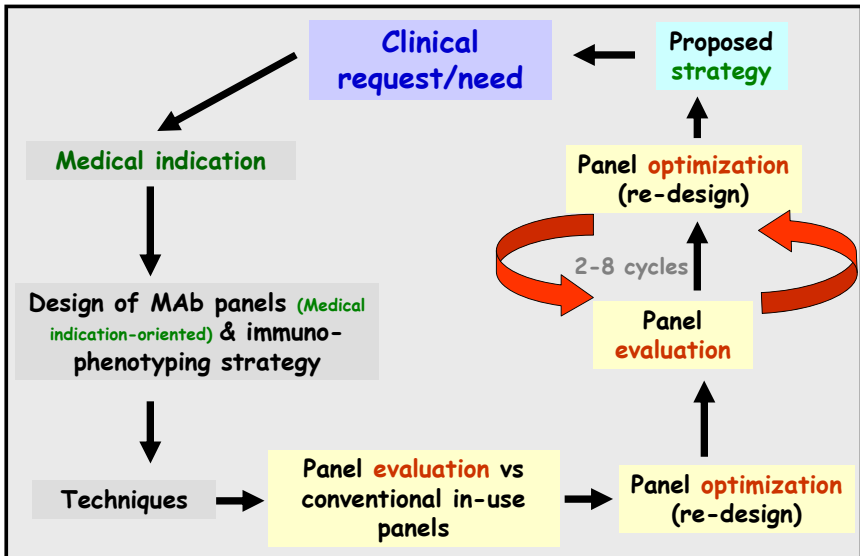 Clinical
request/need
Medical indication
Design of MAb panels (Medical
indication-oriented) & immuno-
phenotyping strategy
Techniques
Panel evaluation vs
conventional in-use
panels
Panel optimization
(re-design)
Panel
evaluation
2-8 cycles
Panel optimization
(re-design)
Proposed
strategy